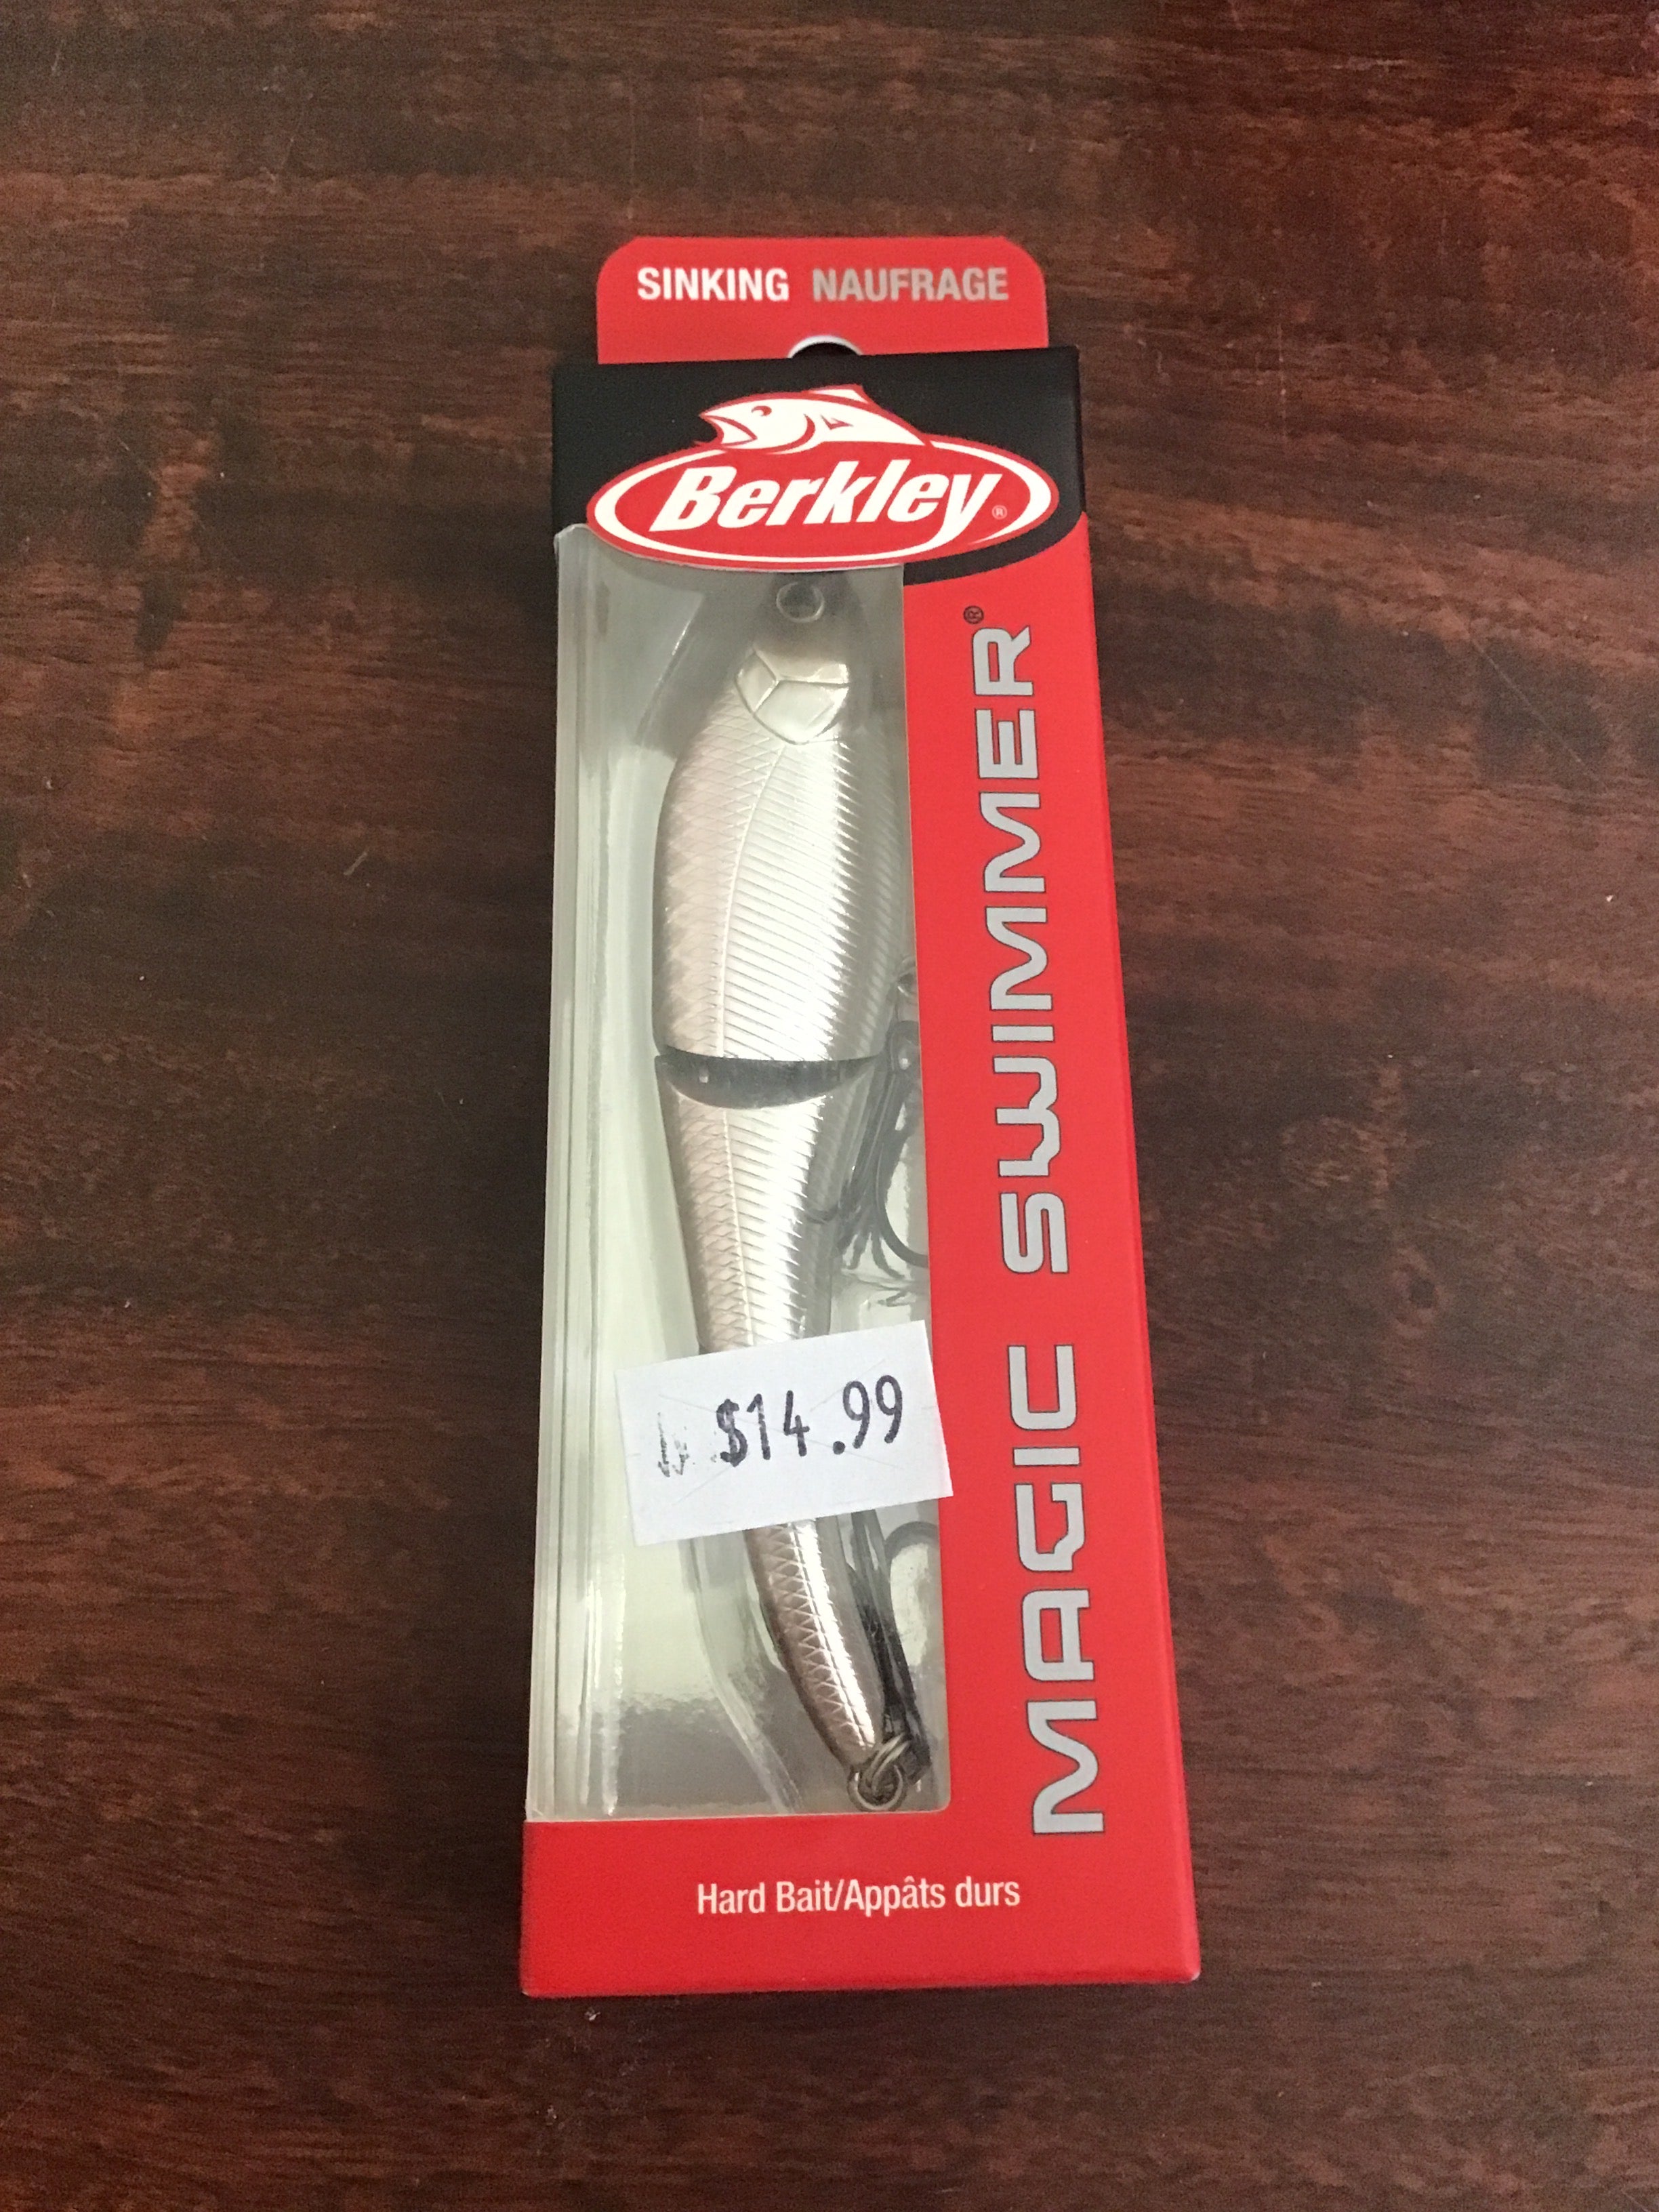 SINKING NAUFRAGE
Berkley®
MAGIC SWIMMER®
$14.99
Hard Bait/Appâts durs